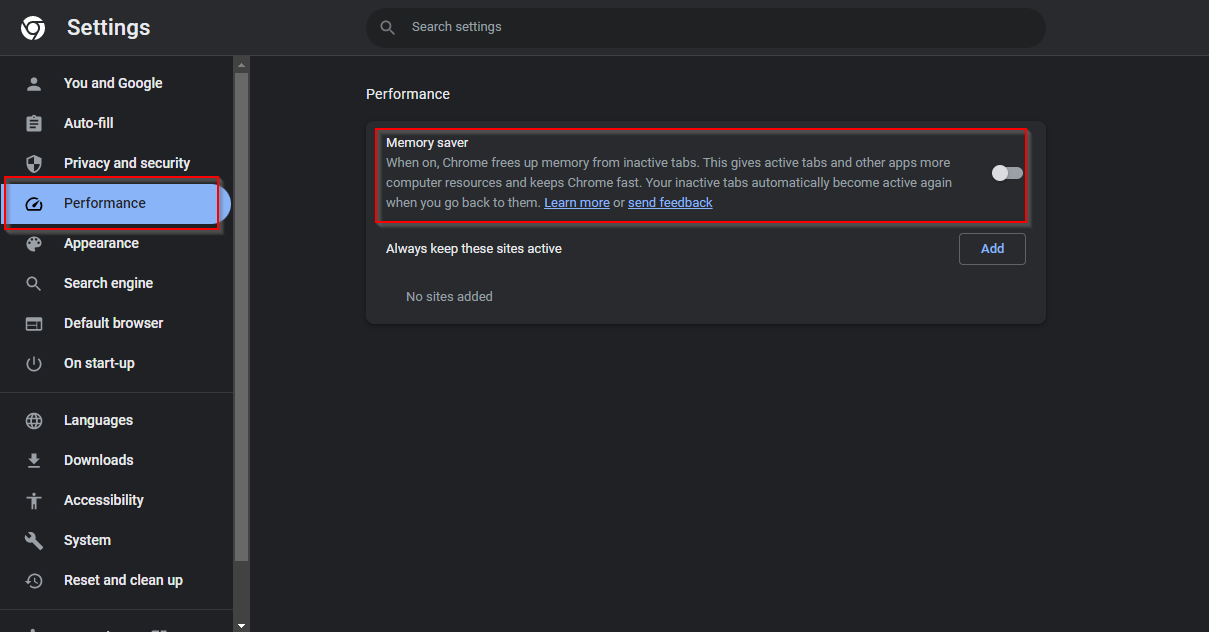 Settings
Search settings
You and Google
Auto-fill
Privacy and security
Performance
Appearance
Search engine
Default browser
On start-up
Languages
Downloads
Accessibility
System
Reset and clean up
Performance
Memory saver
When on, Chrome frees up memory from inactive tabs. This gives active tabs and other apps more
computer resources and keeps Chrome fast. Your inactive tabs automatically become active again
when you go back to them. Learn more or send feedback
Always keep these sites active
Add
No sites added